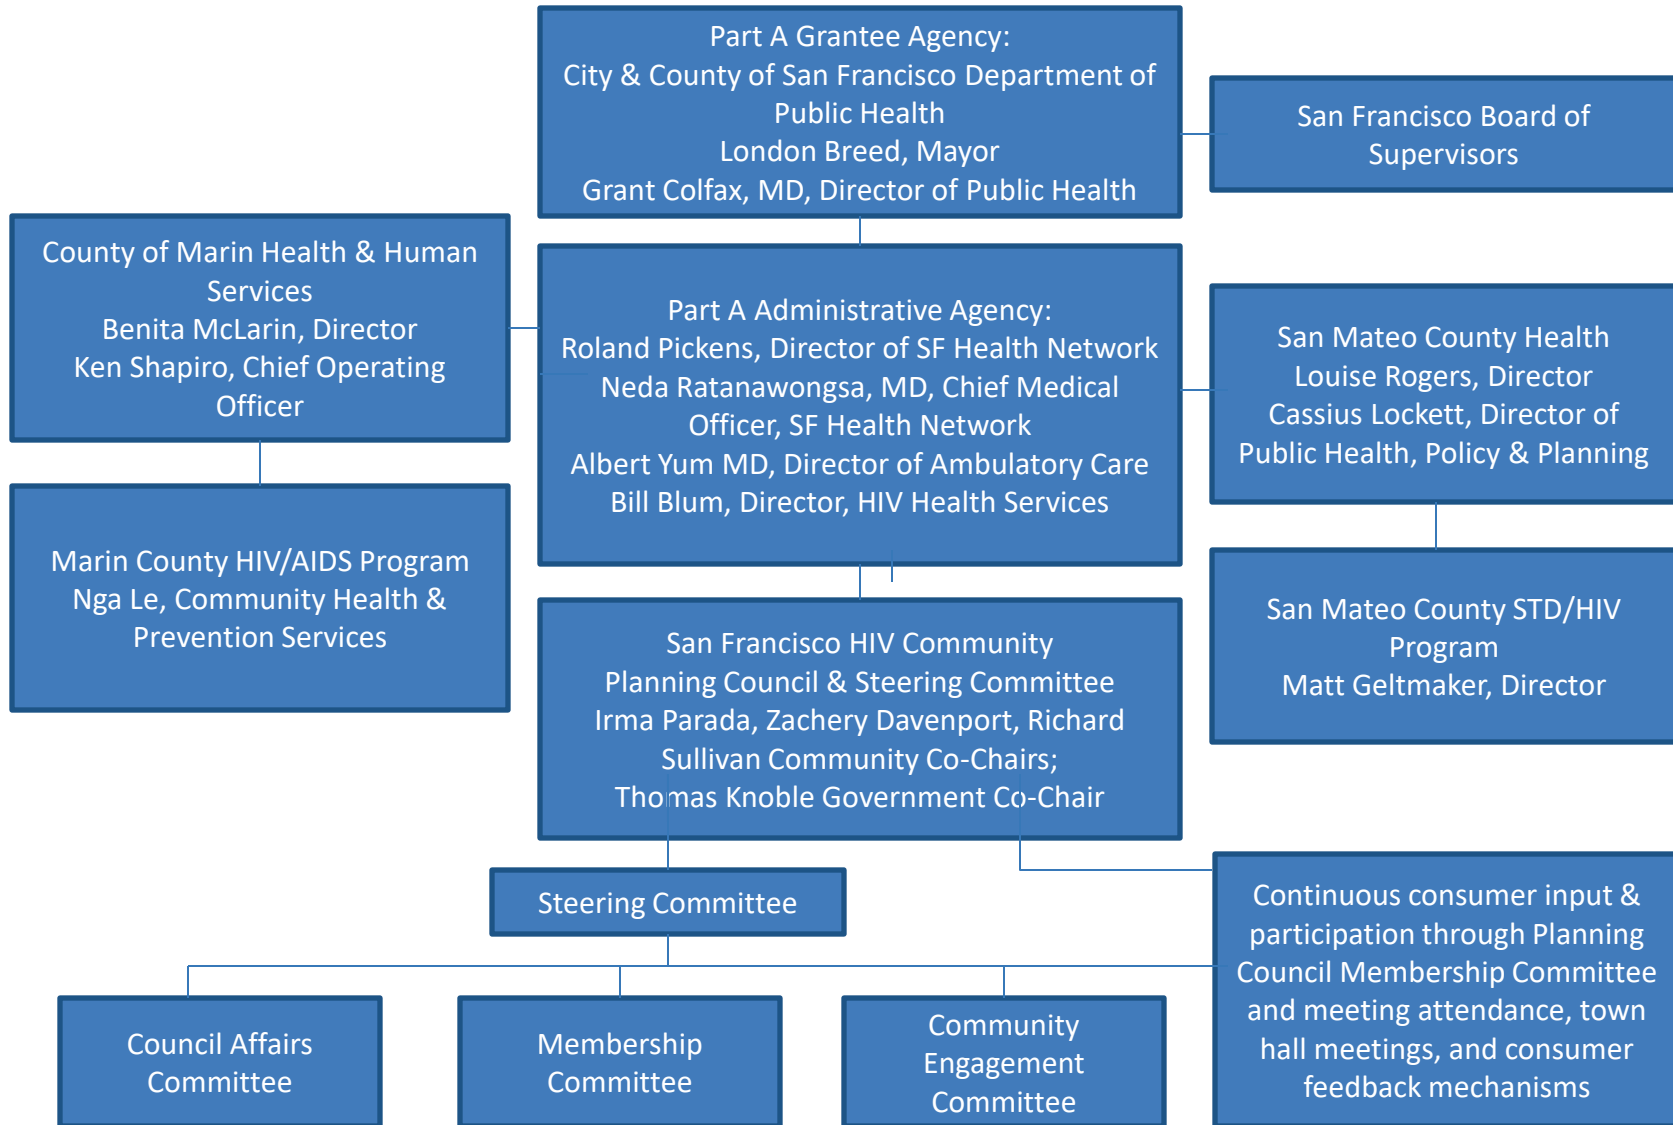 Part A Grantee Agency:
City & County of San Francisco Department of
Public Health
London Breed, Mayor
Grant Colfax, MD, Director of Public Health
San Francisco Board of
Supervisors
County of Marin Health & Human
Services
Benita McLarin, Director
Ken Shapiro, Chief Operating
Officer
Part A Administrative Agency:
Roland Pickens, Director of SF Health Network
Neda Ratanawongsa, MD, Chief Medical
Officer, SF Health Network
Albert Yum MD, Director of Ambulatory Care
Bill Blum, Director, HIV Health Services
San Mateo County Health
Louise Rogers, Director
Cassius Lockett, Director of
Public Health, Policy & Planning
Marin County HIV/AIDS Program
Nga Le, Community Health &
Prevention Services
San Francisco HIV Community
Planning Council & Steering Committee
Irma Parada, Zachery Davenport, Richard
Sullivan Community Co-Chairs;
Thomas Knoble Government Co-Chair
San Mateo County STD/HIV
Program
Matt Geltmaker, Director
Steering Committee
Continuous consumer input &
participation through Planning
Council Membership Committee
and meeting attendance, town
hall meetings, and consumer
feedback mechanisms
Council Affairs
Committee
Membership
Committee
Community
Engagement
Committee